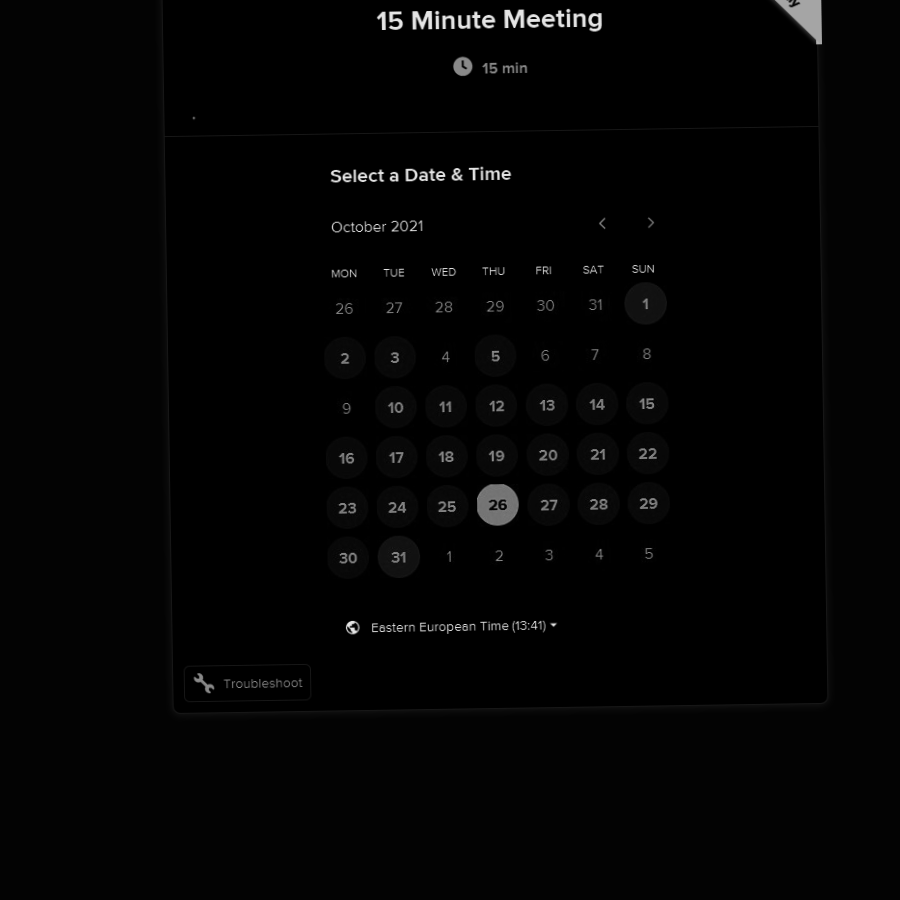 15 Minute Meeting
15 min
Select a Date & Time
October 2021
MON TUE WED THU FRI SAT SUN
26 27 28 29 30 31 1
2 3 4 5 6 7 8
9 10 11 12 13 14 15
16 17 18 19 20 21 22
23 24 25 26 27 28 29
30 31 1 2 3 4 5
Eastern European Time (13:41)
Troubleshoot